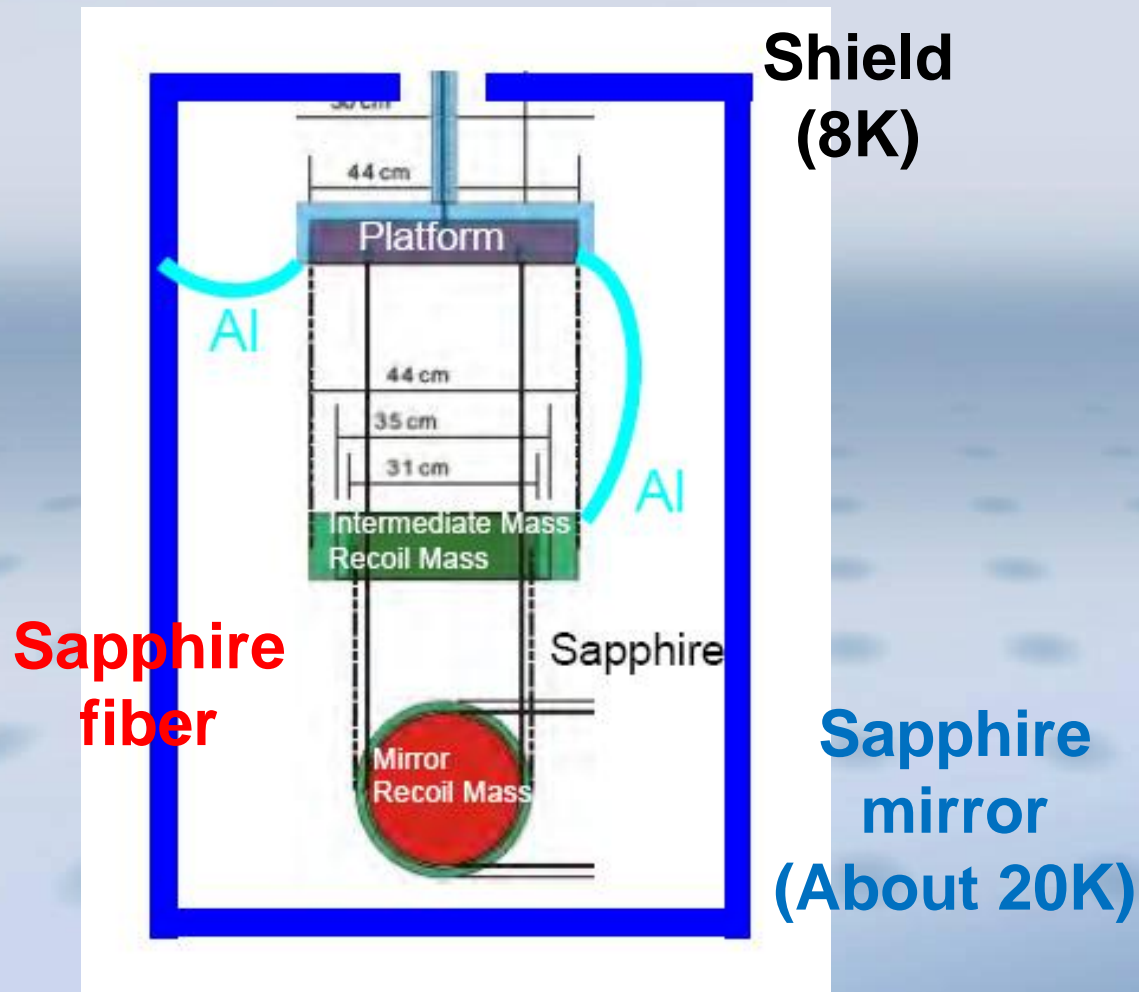 Shield
(8K)
44 cm
Platform
Al
44 cm
35 cm
31 cm
Al
Intermediate Mass
Recoil Mass
Sapphire
fiber
Sapphire
Mirror
Recoil Mass
Sapphire
mirror
(About 20K)